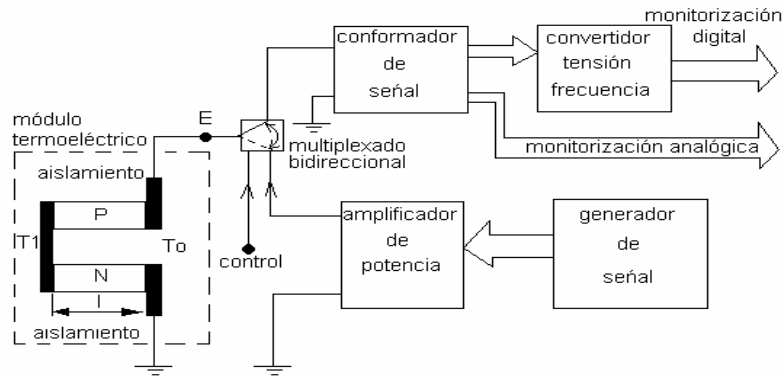 monitorización
digital
conformador
de
señal
convertidor
tensión
frecuencia
módulo
termoeléctrico
E
multiplexado
bidireccional
monitorización analógica
aislamiento
P
T1
To
N
l
aislamiento
control
amplificador
de
potencia
generador
de
señal